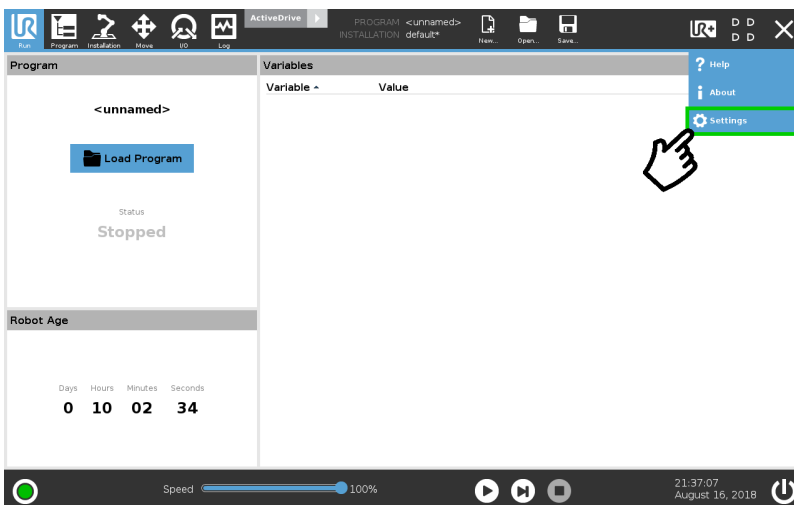 UR
Run
Program
Installation
Move
I/O
Log
ActiveDrive
PROGRAM <unnamed>
INSTALLATION default*
New...
Open...
Save...
UR+
D D
D D
? Help
i About
Settings
Program
<unnamed>
Load Program
Status
Stopped
Variables
Variable
Value
Robot Age
Days Hours Minutes Seconds
0 10 02 34
Speed
100%
21:37:07
August 16, 2018